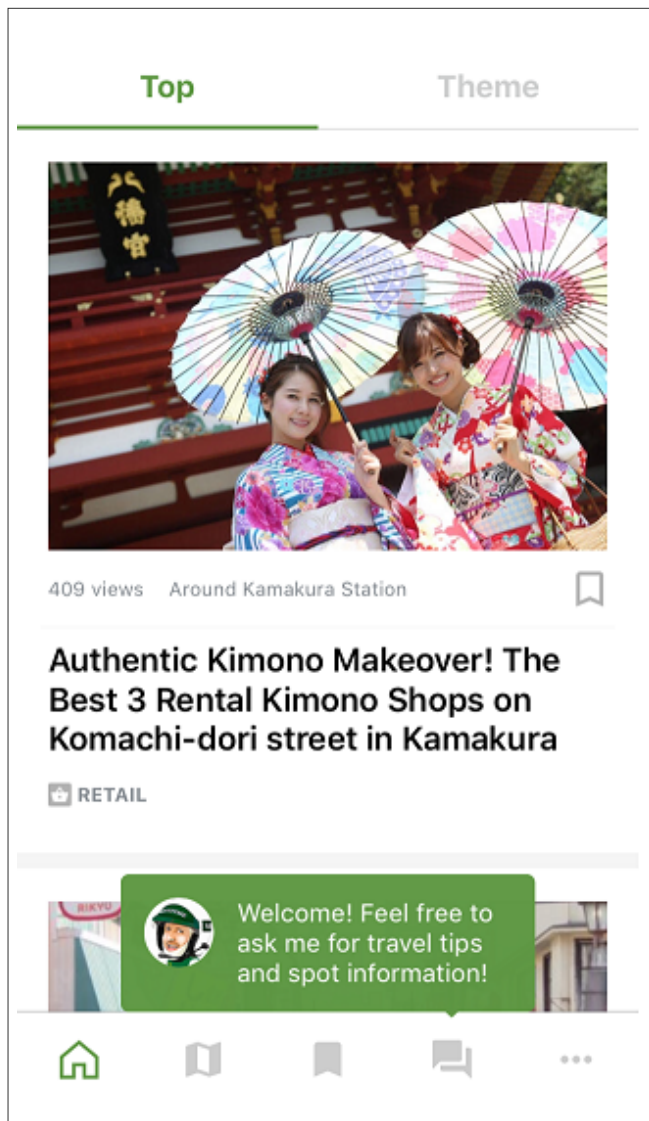 Top
Theme
八幡宮
409 views Around Kamakura Station
Authentic Kimono Makeover! The
Best 3 Rental Kimono Shops on
Komachi-dori street in Kamakura
RETAIL
RIKYU
Welcome! Feel free to
ask me for travel tips
and spot information!